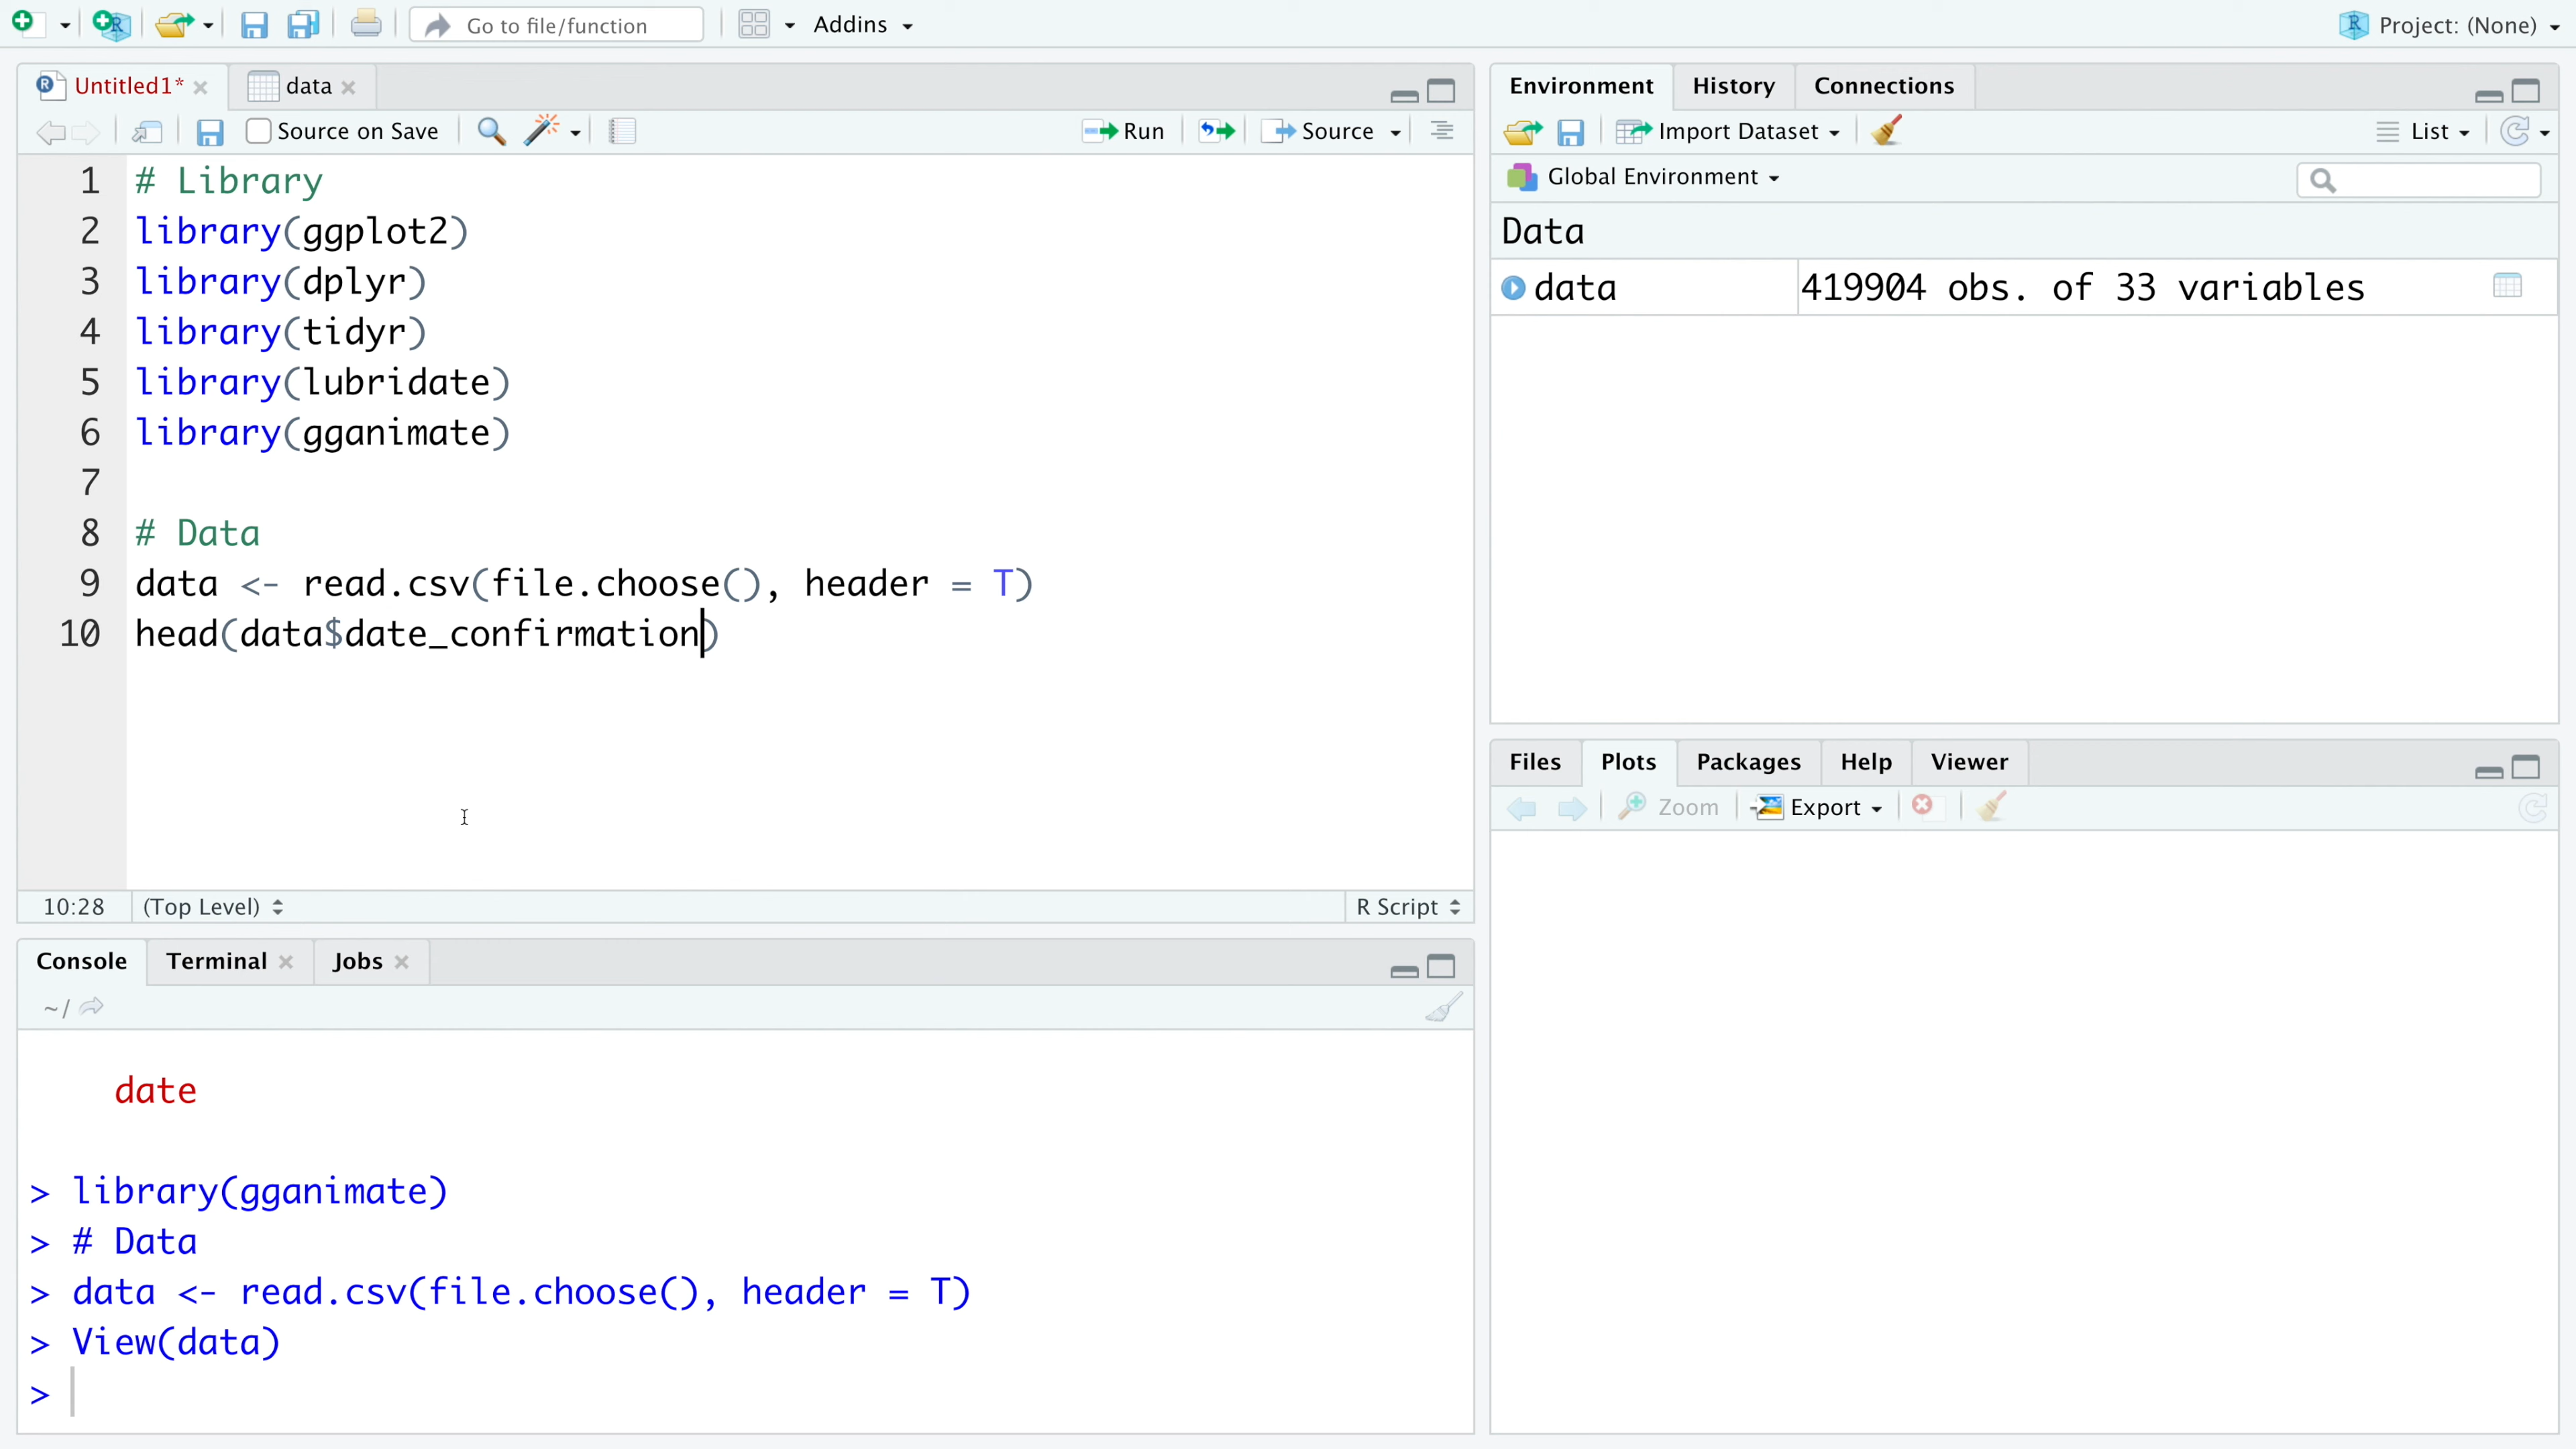 Go to file/function
Addins
Project: (None)
Untitled1*
data
Source on Save
Run
Source
1 # Library
2 library(ggplot2)
3 library(dplyr)
4 library(tidyr)
5 library(lubridate)
6 library(gganimate)
7
8 # Data
9 data <- read.csv(file.choose(), header = T)
10 head(data$date_confirmation)
10:28 (Top Level) R Script
Console Terminal Jobs
~/
date
> library(gganimate)
> # Data
> data <- read.csv(file.choose(), header = T)
> View(data)
>
Environment History Connections
Import Dataset List
Global Environment
Data
data 419904 obs. of 33 variables
Files Plots Packages Help Viewer
Zoom Export